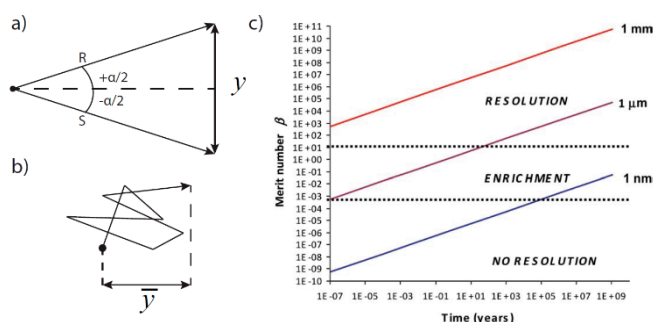 a)
R
+α/2
-α/2
S
y
b)
y̅
c)
Merit number β
1E+11
1E+10
1E+09
1E+08
1E+07
1E+06
1E+05
1E+04
1E+03
1E+02
1E+01
1E+00
1E-01
1E-02
1E-03
1E-04
1E-05
1E-06
1E-07
1E-08
1E-09
1E-10
1 mm
RESOLUTION
1 µm
ENRICHMENT
1 nm
NO RESOLUTION
1E-07 1E-05 1E-03 1E-01 1E+01 1E+03 1E+05 1E+07 1E+09
Time (years)